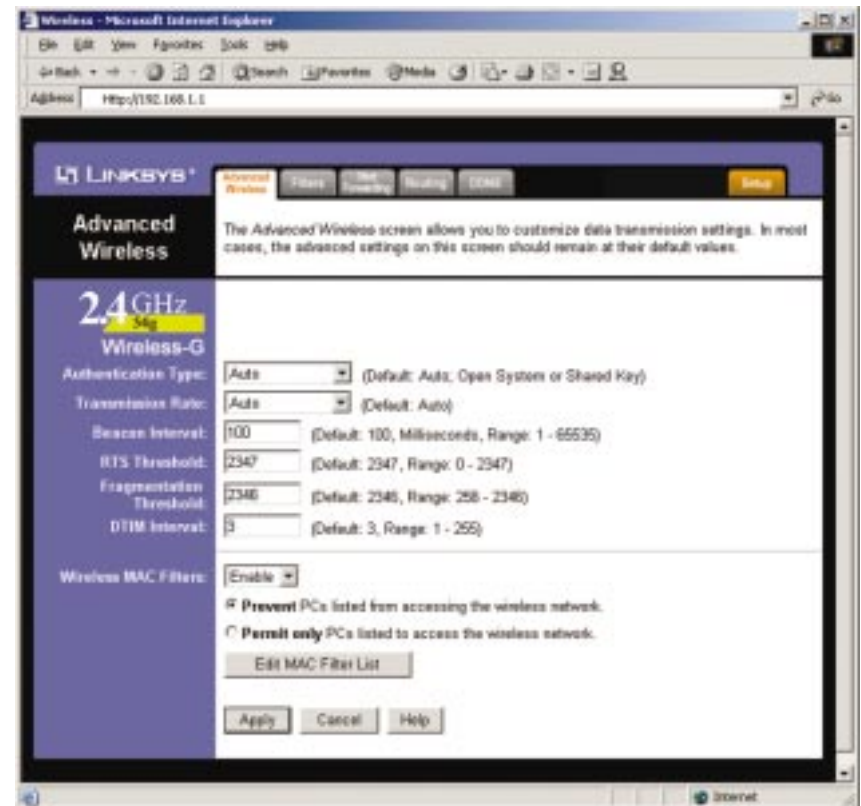 Wireless - Microsoft Internet Explorer
File Edit View Favorites Tools Help
Back Search Favorites Media
Address Http://192.168.1.1 Go
LINKSYS®
Advanced Wireless Filters Port Forwarding Routing DDNS Setup
Advanced Wireless
The Advanced Wireless screen allows you to customize data transmission settings. In most
cases, the advanced settings on this screen should remain at their default values.
2.4 GHz
54g
Wireless-G
Authentication Type: Auto (Default: Auto; Open System or Shared Key)
Transmission Rate: Auto (Default: Auto)
Beacon Interval: 100 (Default: 100, Milliseconds, Range: 1 - 65535)
RTS Threshold: 2347 (Default: 2347, Range: 0 - 2347)
Fragmentation Threshold: 2346 (Default: 2346, Range: 256 - 2346)
DTIM Interval: 3 (Default: 3, Range: 1 - 255)
Wireless MAC Filters: Enable
Prevent PCs listed from accessing the wireless network.
Permit only PCs listed to access the wireless network.
Edit MAC Filter List
Apply Cancel Help
Internet